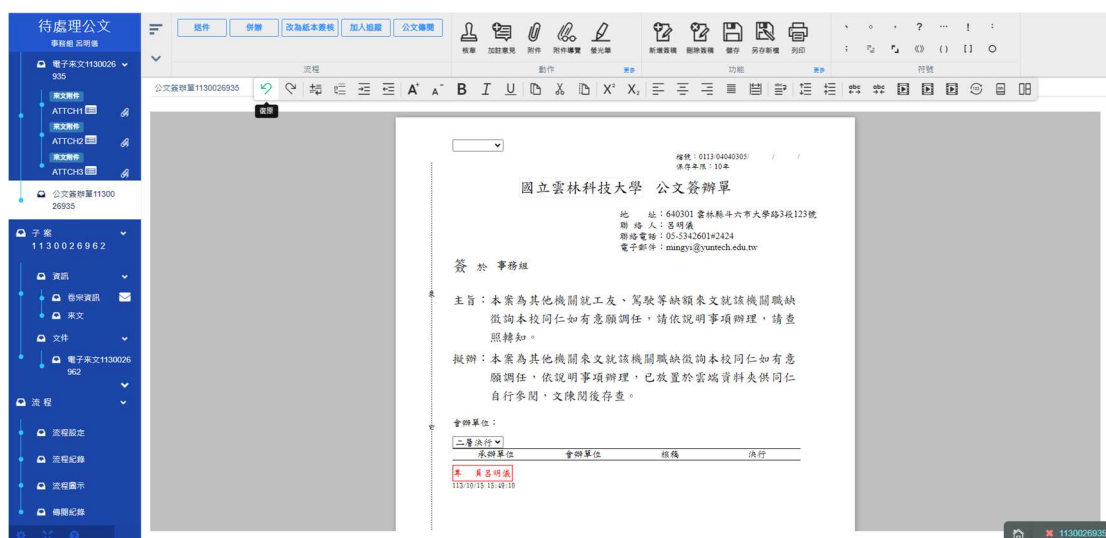 待處理公文
事務組 呂明儀
電子來文1130026
935
來文附件
ATTCH1
來文附件
ATTCH2
來文附件
ATTCH3
公文簽辦單11300
26935
子案
1130026962
資訊
卷宗資訊
來文
文件
電子來文1130026
962
流程
流程設定
流程紀錄
流程圖示
傳閱紀錄
送件
併辦
改為紙本簽核
加入追蹤
公文傳閱
流程
核章
加註意見
附件
附件導覽
螢光筆
動作
更多
新增簽稿
刪除簽稿
儲存
另存新檔
列印
功能
更多
、 。 , ? … ! :
; 『』 「」 《》 () [] ○
符號
公文簽辦單1130026935
A+ A- B I U X² X₂
abc abc
復原
檔號:0113/04040305/ / /
保存年限:10年
國立雲林科技大學 公文簽辦單
地 址:640301 雲林縣斗六市大學路3段123號
聯 絡 人:呂明儀
聯絡電話:05-5342601#2424
電子郵件:mingyi@yuntech.edu.tw
簽 於 事務組
主旨:本案為其他機關就工友、駕駛等缺額來文就該機關職缺
徵詢本校同仁如有意願調任,請依說明事項辦理,請查
照轉知。
擬辦:本案為其他機關來文就該機關職缺徵詢本校同仁如有意
願調任,依說明事項辦理,已放置於雲端資料夾供同仁
自行參閱,文陳閱後存查。
會辦單位:
二層決行
承辦單位 會辦單位 核稿 決行
專 員呂明儀
113/10/15 15:49:10
1130026935